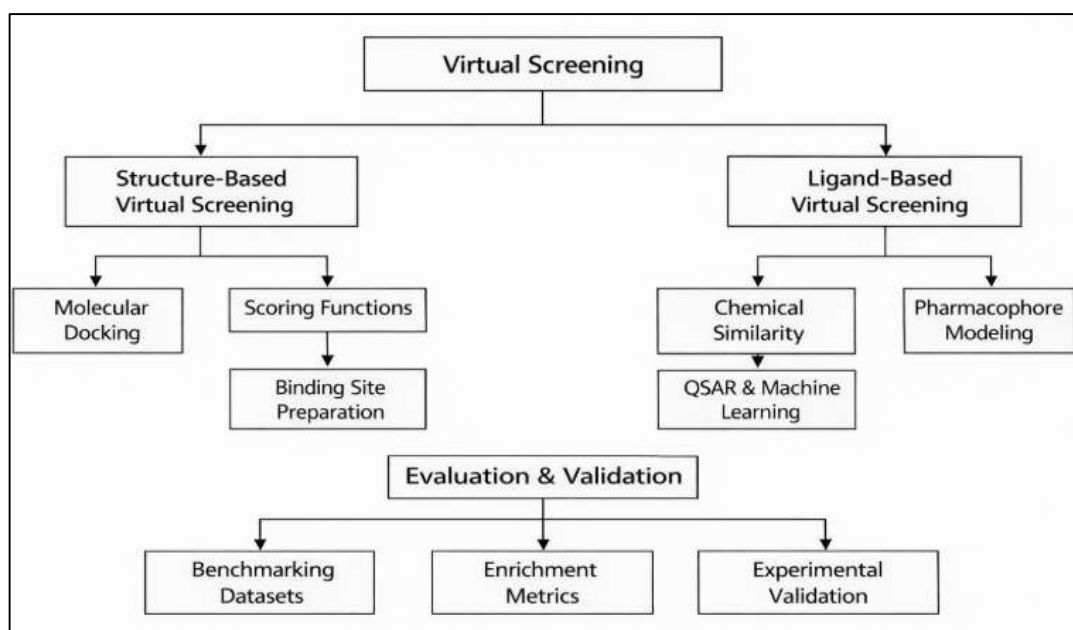 Virtual Screening
Structure-Based
Virtual Screening
Ligand-Based
Virtual Screening
Molecular
Docking
Scoring Functions
Chemical
Similarity
Pharmacophore
Modeling
Binding Site
Preparation
QSAR & Machine
Learning
Evaluation & Validation
Benchmarking
Datasets
Enrichment
Metrics
Experimental
Validation